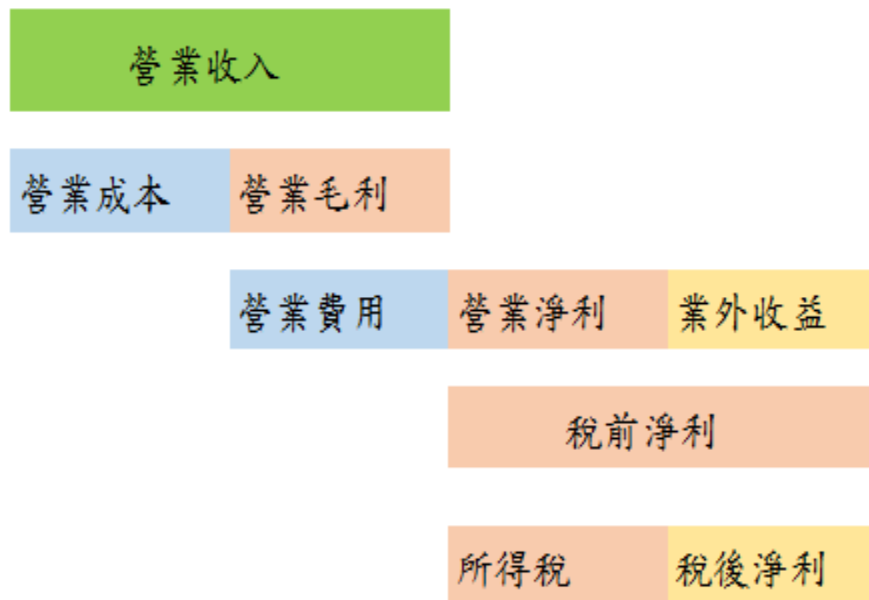 營業收入
營業成本 營業毛利
營業費用 營業淨利 業外收益
稅前淨利
所得稅 稅後淨利